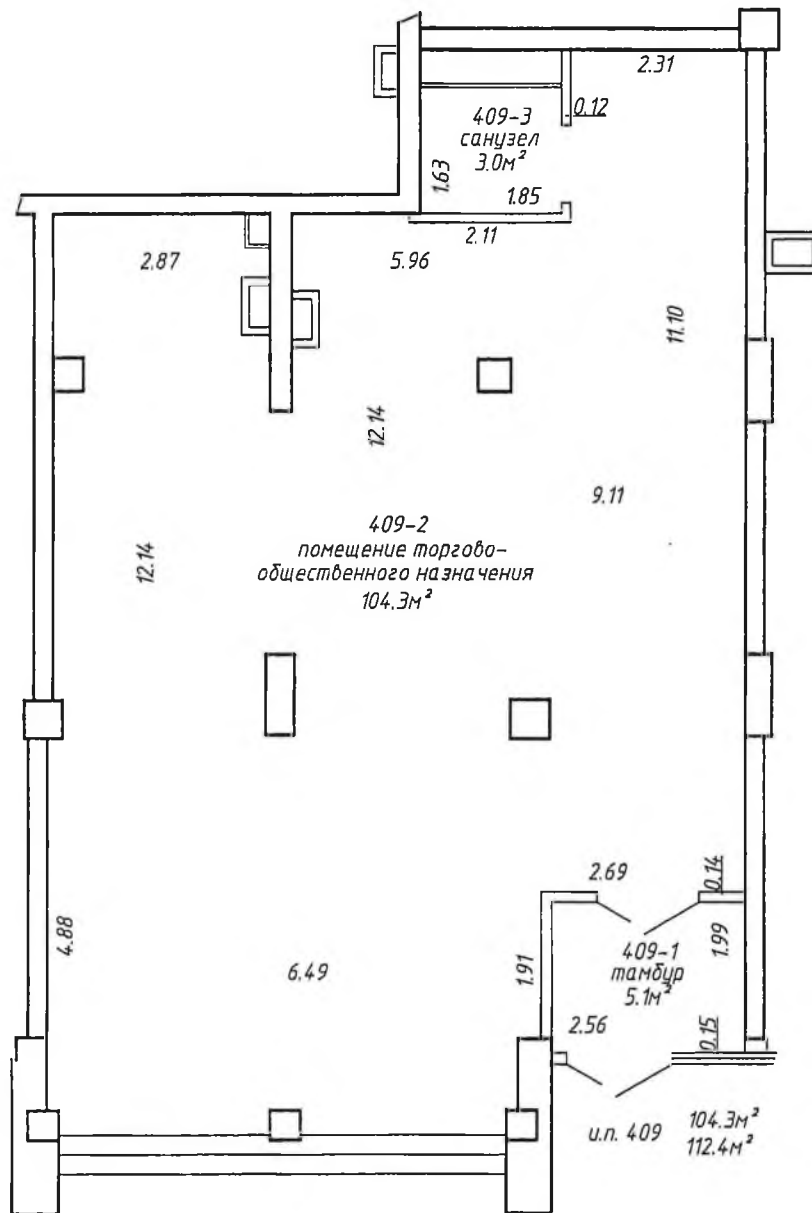 2.31
0.12
409-3
санузел
3.0м²
1.63
1.85
2.11
2.87
5.96
11.10
12.14
9.11
409-2
помещение торгово-
общественного назначения
104.3м²
12.14
2.69
0.14
4.88
1.91
409-1
тамбур
5.1м²
1.99
6.49
2.56
0.15
и.п. 409
104.3м²
112.4м²